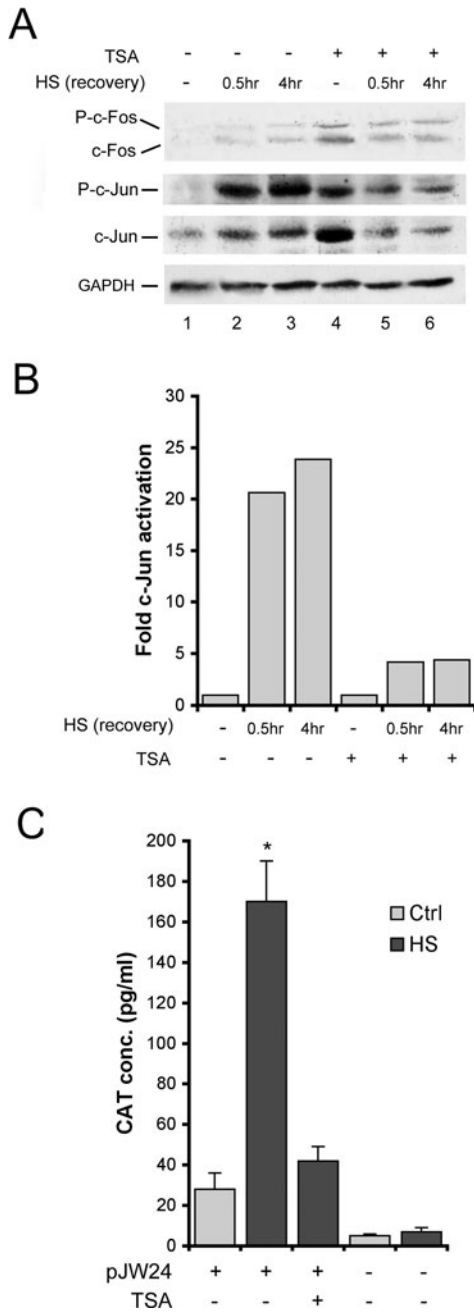 A
TSA - - - + + +
HS (recovery) - 0.5hr 4hr - 0.5hr 4hr
P-c-Fos
c-Fos
P-c-Jun
c-Jun
GAPDH
1 2 3 4 5 6
B
30
25
20
15
10
5
0
Fold c-Jun activation
HS (recovery) - 0.5hr 4hr - 0.5hr 4hr
TSA - - - + + +
C
200
180
160
140
120
100
80
60
40
20
0
CAT conc. (pg/ml)
*
Ctrl
HS
pJW24 + + + - -
TSA + - -